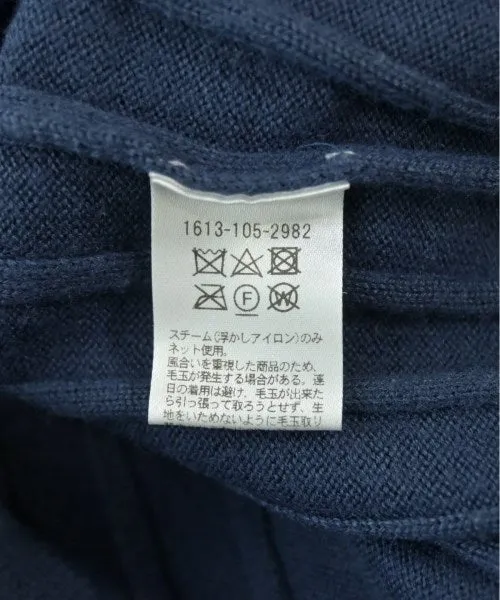 1613-105-2982
F
W
スチーム(浮かしアイロン)のみ
ネット使用。
風合いを重視した商品のため、
毛玉が発生する場合がある。連
日の着用は避け、毛玉が出来た
ら引っ張って取ろうとせず、生
地をいためないように毛玉取り